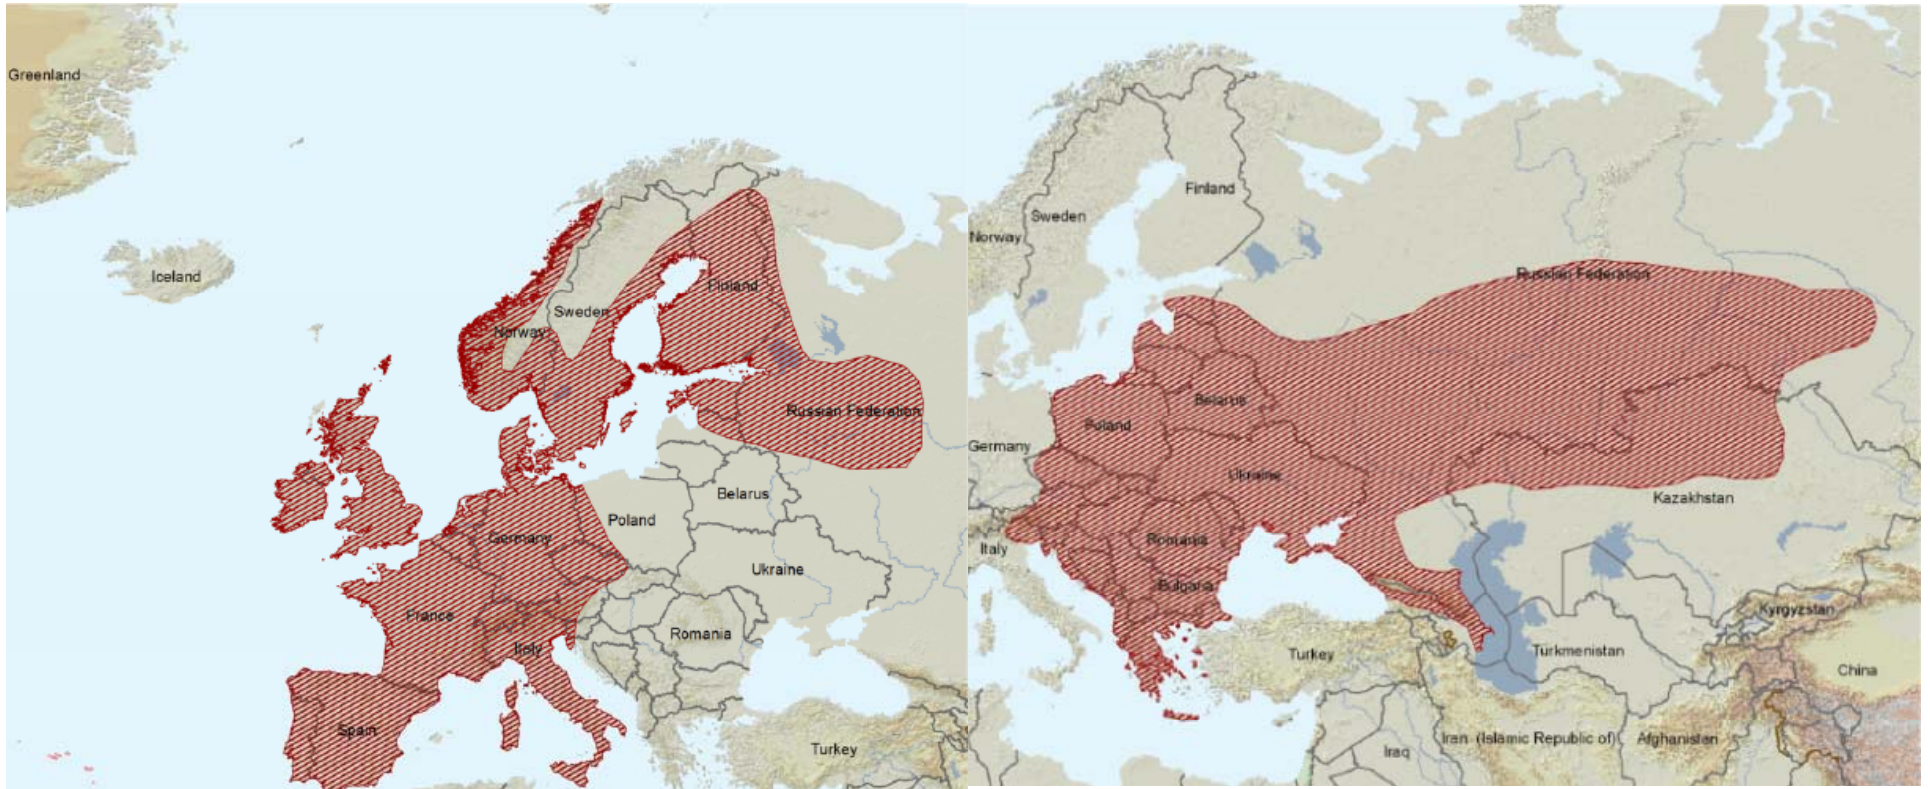 Greenland
Iceland
Norway
Sweden
Finland
Russian Federation
Belarus
Poland
Germany
Ukraine
France
Romania
Italy
Spain
Turkey
Finland
Sweden
Norway
Russian Federation
Belarus
Poland
Germany
Ukraine
Kazakhstan
Romania
Italy
Bulgaria
Kyrgyzstan
Turkey
Turkmenistan
China
Iraq
Iran (Islamic Republic of)
Afghanistan